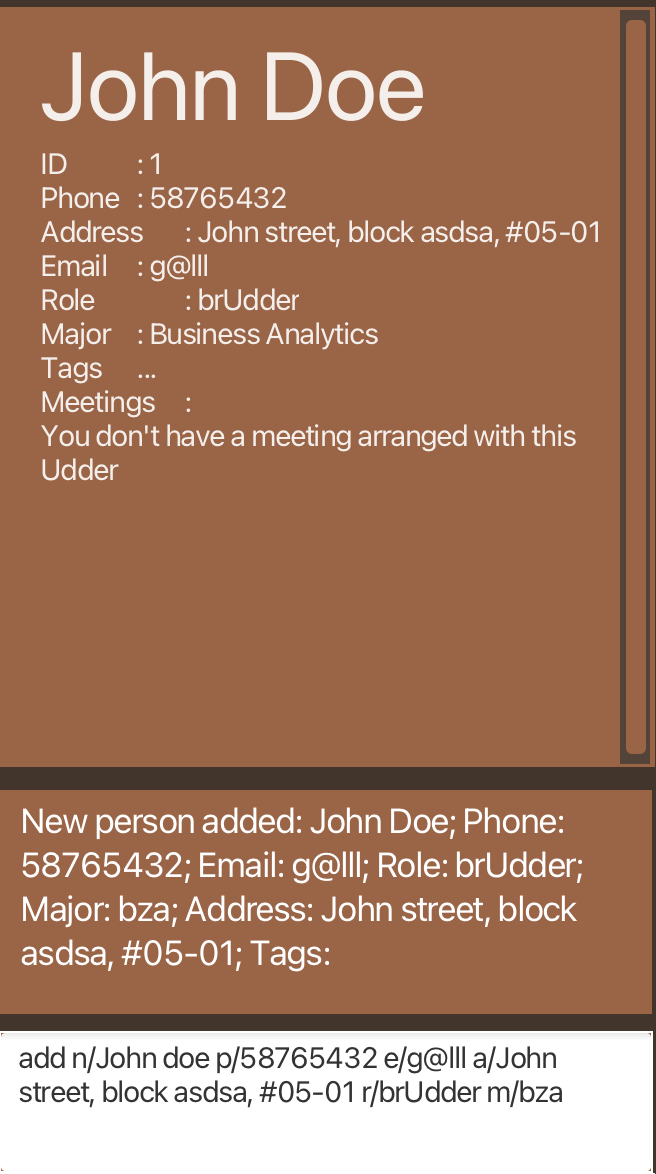 John Doe
ID : 1
Phone : 58765432
Address : John street, block asdsa, #05-01
Email : g@lll
Role : brUdder
Major : Business Analytics
Tags ...
Meetings :
You don't have a meeting arranged with this
Udder
New person added: John Doe; Phone:
58765432; Email: g@lll; Role: brUdder;
Major: bza; Address: John street, block
asdsa, #05-01; Tags:
add n/John doe p/58765432 e/g@lll a/John
street, block asdsa, #05-01 r/brUdder m/bza